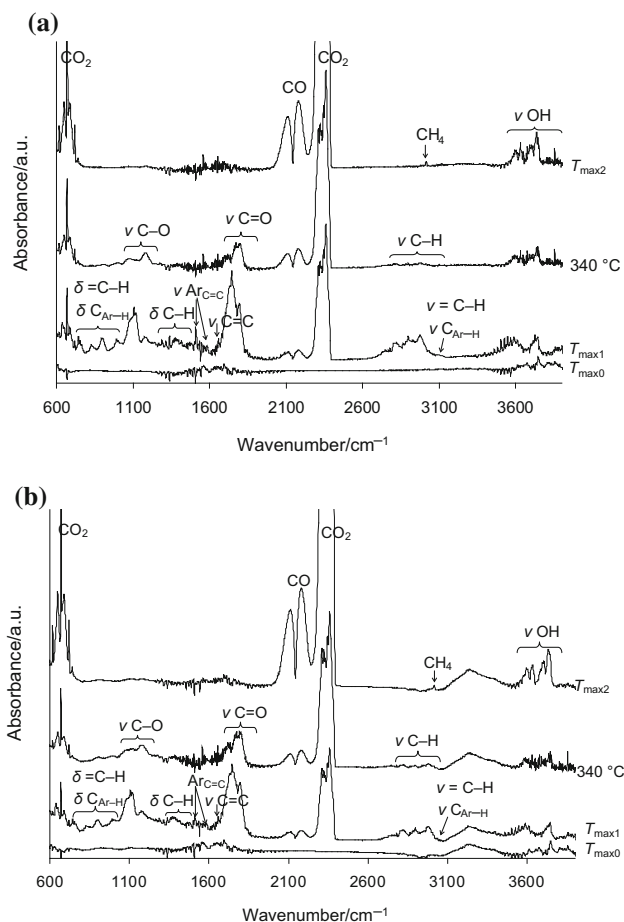 (a)
CO₂
CO
CO₂
CH₄
ν OH
Tmax2
ν C–O
ν C=O
ν C–H
340 °C
δ =C–H
δ CAr–H
δ C–H
ν ArC=C
ν C=C
ν = C–H
ν CAr–H
Tmax1
Tmax0
600 1100 1600 2100 2600 3100 3600
Wavenumber/cm⁻¹
Absorbance/a.u.
(b)
CO₂
CO
CO₂
CH₄
ν OH
Tmax2
ν C–O
ν C=O
ν C–H
340 °C
δ =C–H
δ CAr–H
δ C–H
ArC=C
ν C=C
ν = C–H
ν CAr–H
Tmax1
Tmax0
600 1100 1600 2100 2600 3100 3600
Wavenumber/cm⁻¹
Absorbance/a.u.